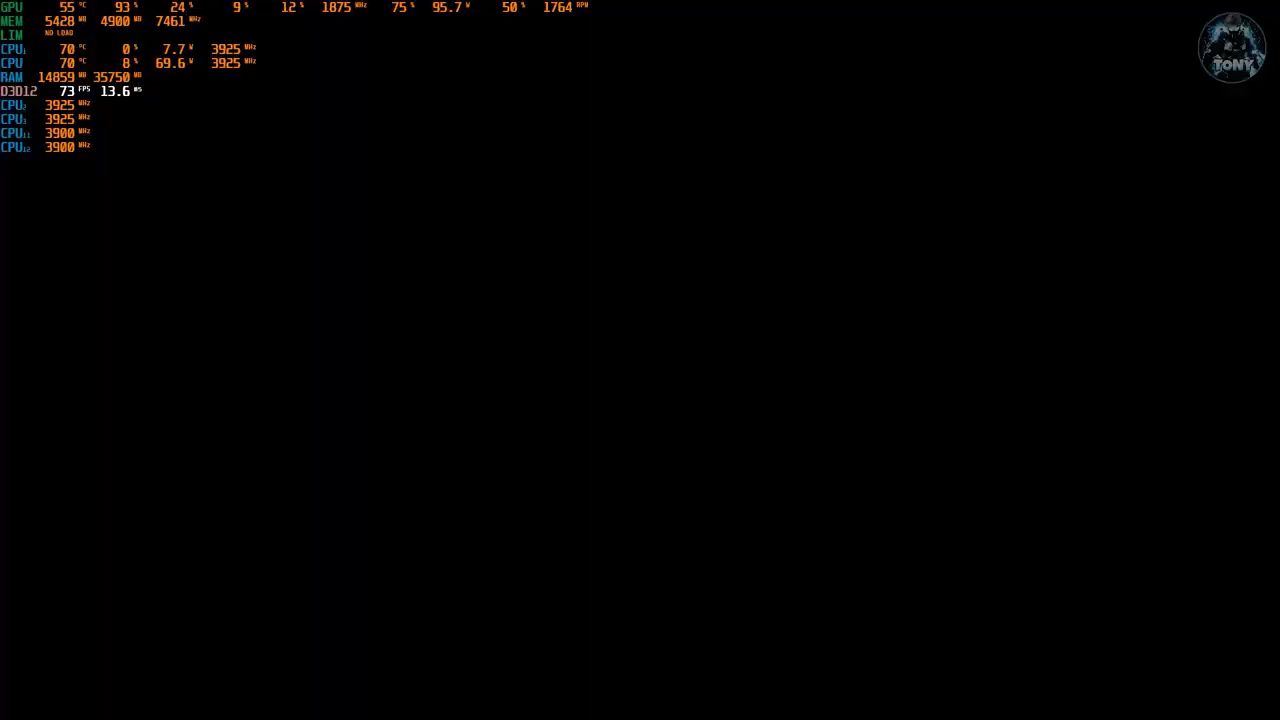 GPU 55 °C 93 % 24 % 9 % 12 % 1875 MHz 75 % 95.7 W 50 % 1764 RPM
MEM 5428 MB 4900 MB 7461 MHz
LIM NO LOAD
CPU1 70 °C 0 % 7.7 W 3925 MHz
CPU 70 °C 8 % 69.6 W 3925 MHz
RAM 14859 MB 35750 MB
D3D12 73 FPS 13.6 ms
CPU2 3925 MHz
CPU3 3925 MHz
CPU11 3900 MHz
CPU12 3900 MHz
TONY